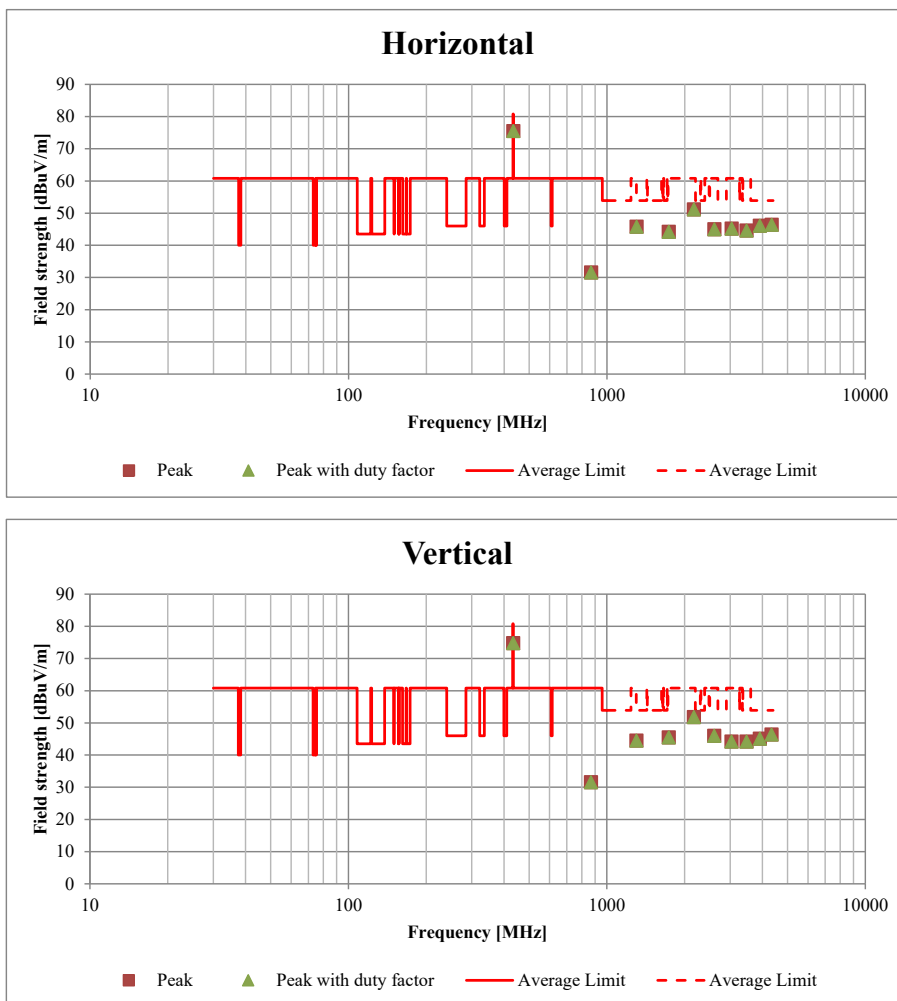 Horizontal
90
80
70
60
50
40
30
20
10
0
Field strength [dBuV/m]
10 100 1000 10000
Frequency [MHz]
Peak Peak with duty factor Average Limit Average Limit
Vertical
90
80
70
60
50
40
30
20
10
0
Field strength [dBuV/m]
10 100 1000 10000
Frequency [MHz]
Peak Peak with duty factor Average Limit Average Limit